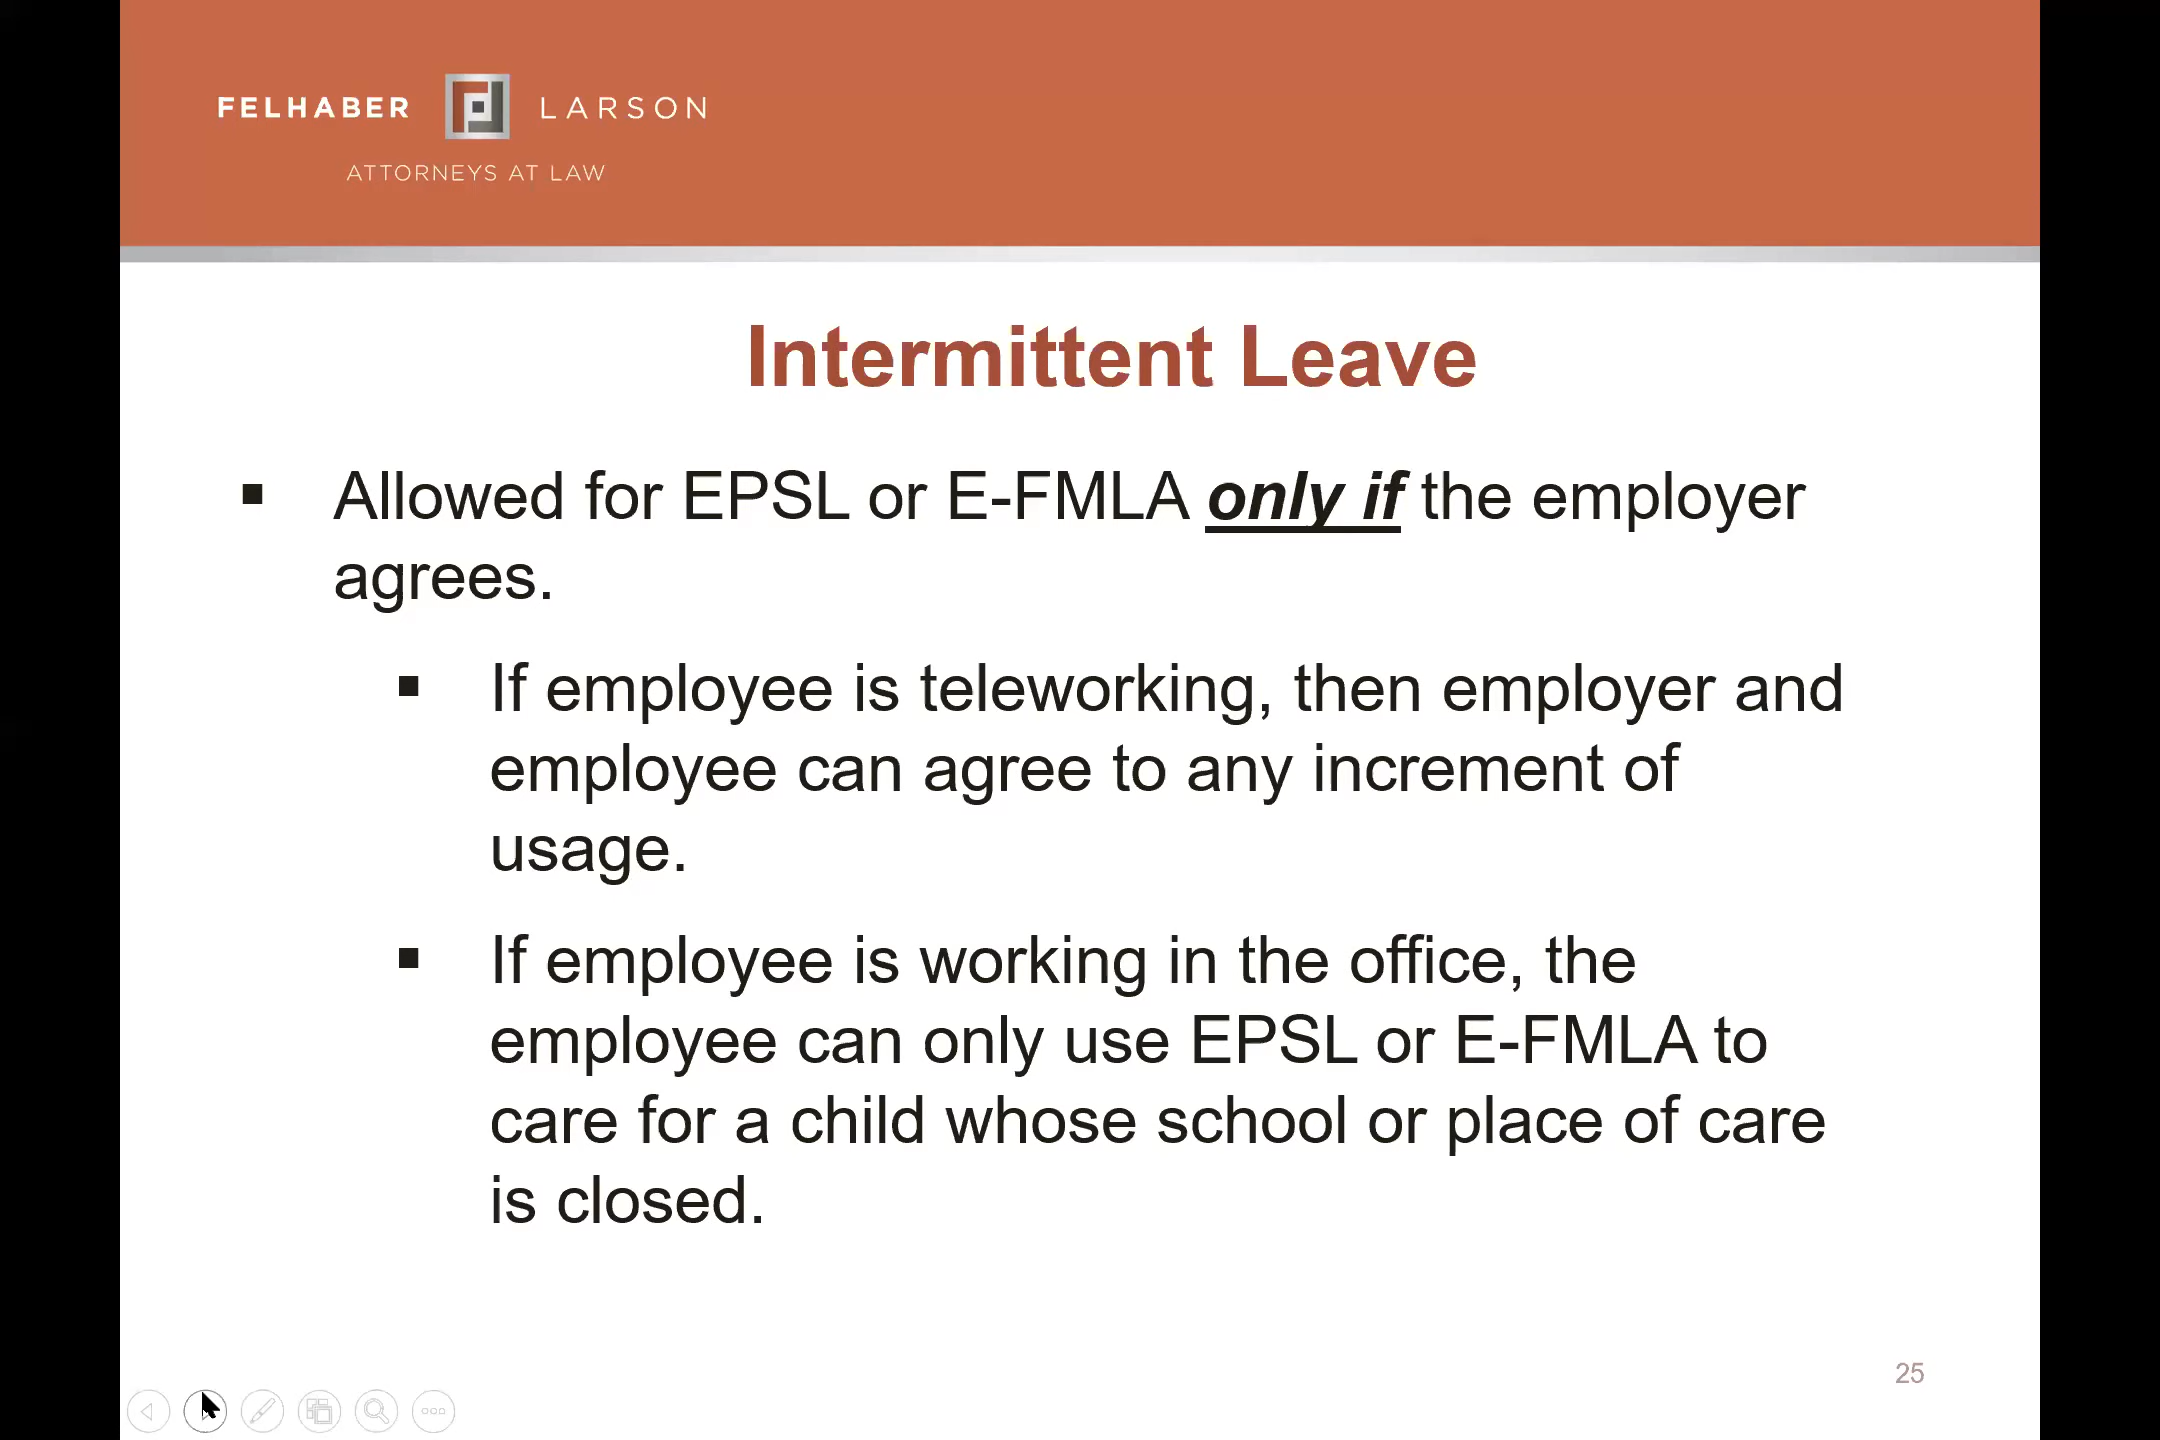 FELHABER LARSON
ATTORNEYS AT LAW
Intermittent Leave
▪ Allowed for EPSL or E-FMLA only if the employer
agrees.
▪ If employee is teleworking, then employer and
employee can agree to any increment of
usage.
▪ If employee is working in the office, the
employee can only use EPSL or E-FMLA to
care for a child whose school or place of care
is closed.
25